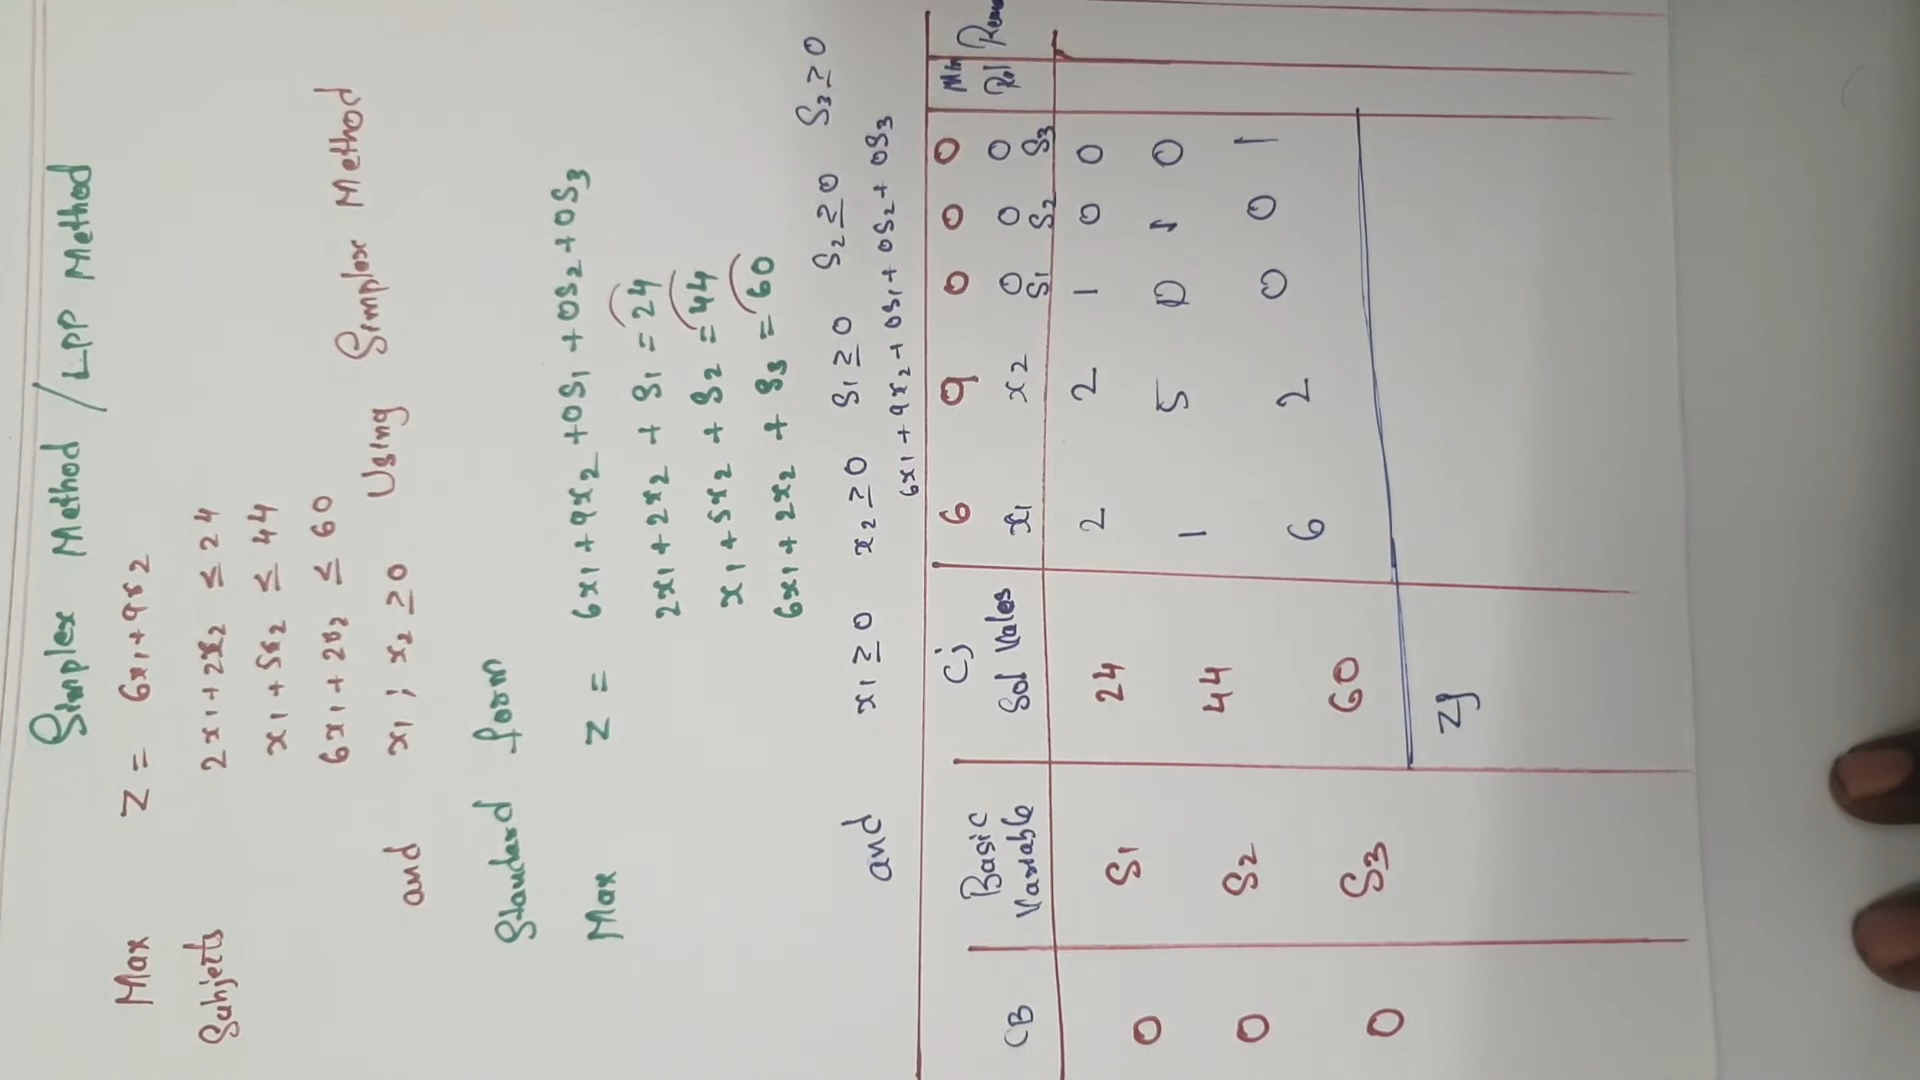 Simplex Method / LPP Method
Max Z = 6x1 + 9x2
Subjects 2x1 + 2x2 ≤ 24
x1 + 5x2 ≤ 44
6x1 + 2x2 ≤ 60
and x1 ; x2 ≥ 0 Using Simplex Method
Standard form
Max Z = 6x1 + 9x2 + 0S1 + 0S2 + 0S3
2x1 + 2x2 + S1 = 24
x1 + 5x2 + S2 = 44
6x1 + 2x2 + S3 = 60
and x1 ≥ 0 x2 ≥ 0 S1 ≥ 0 S2 ≥ 0 S3 ≥ 0
6x1 + 9x2 + 0S1 + 0S2 + 0S3
Cj 6 9 0 0 0
CB Basic Variable Sol Vales x1 x2 0 S1 0 S2 0 S3
0 S1 24 2 2 1 0 0
0 S2 44 1 5 0 1 0
0 S3 60 6 2 0 0 1
Zj